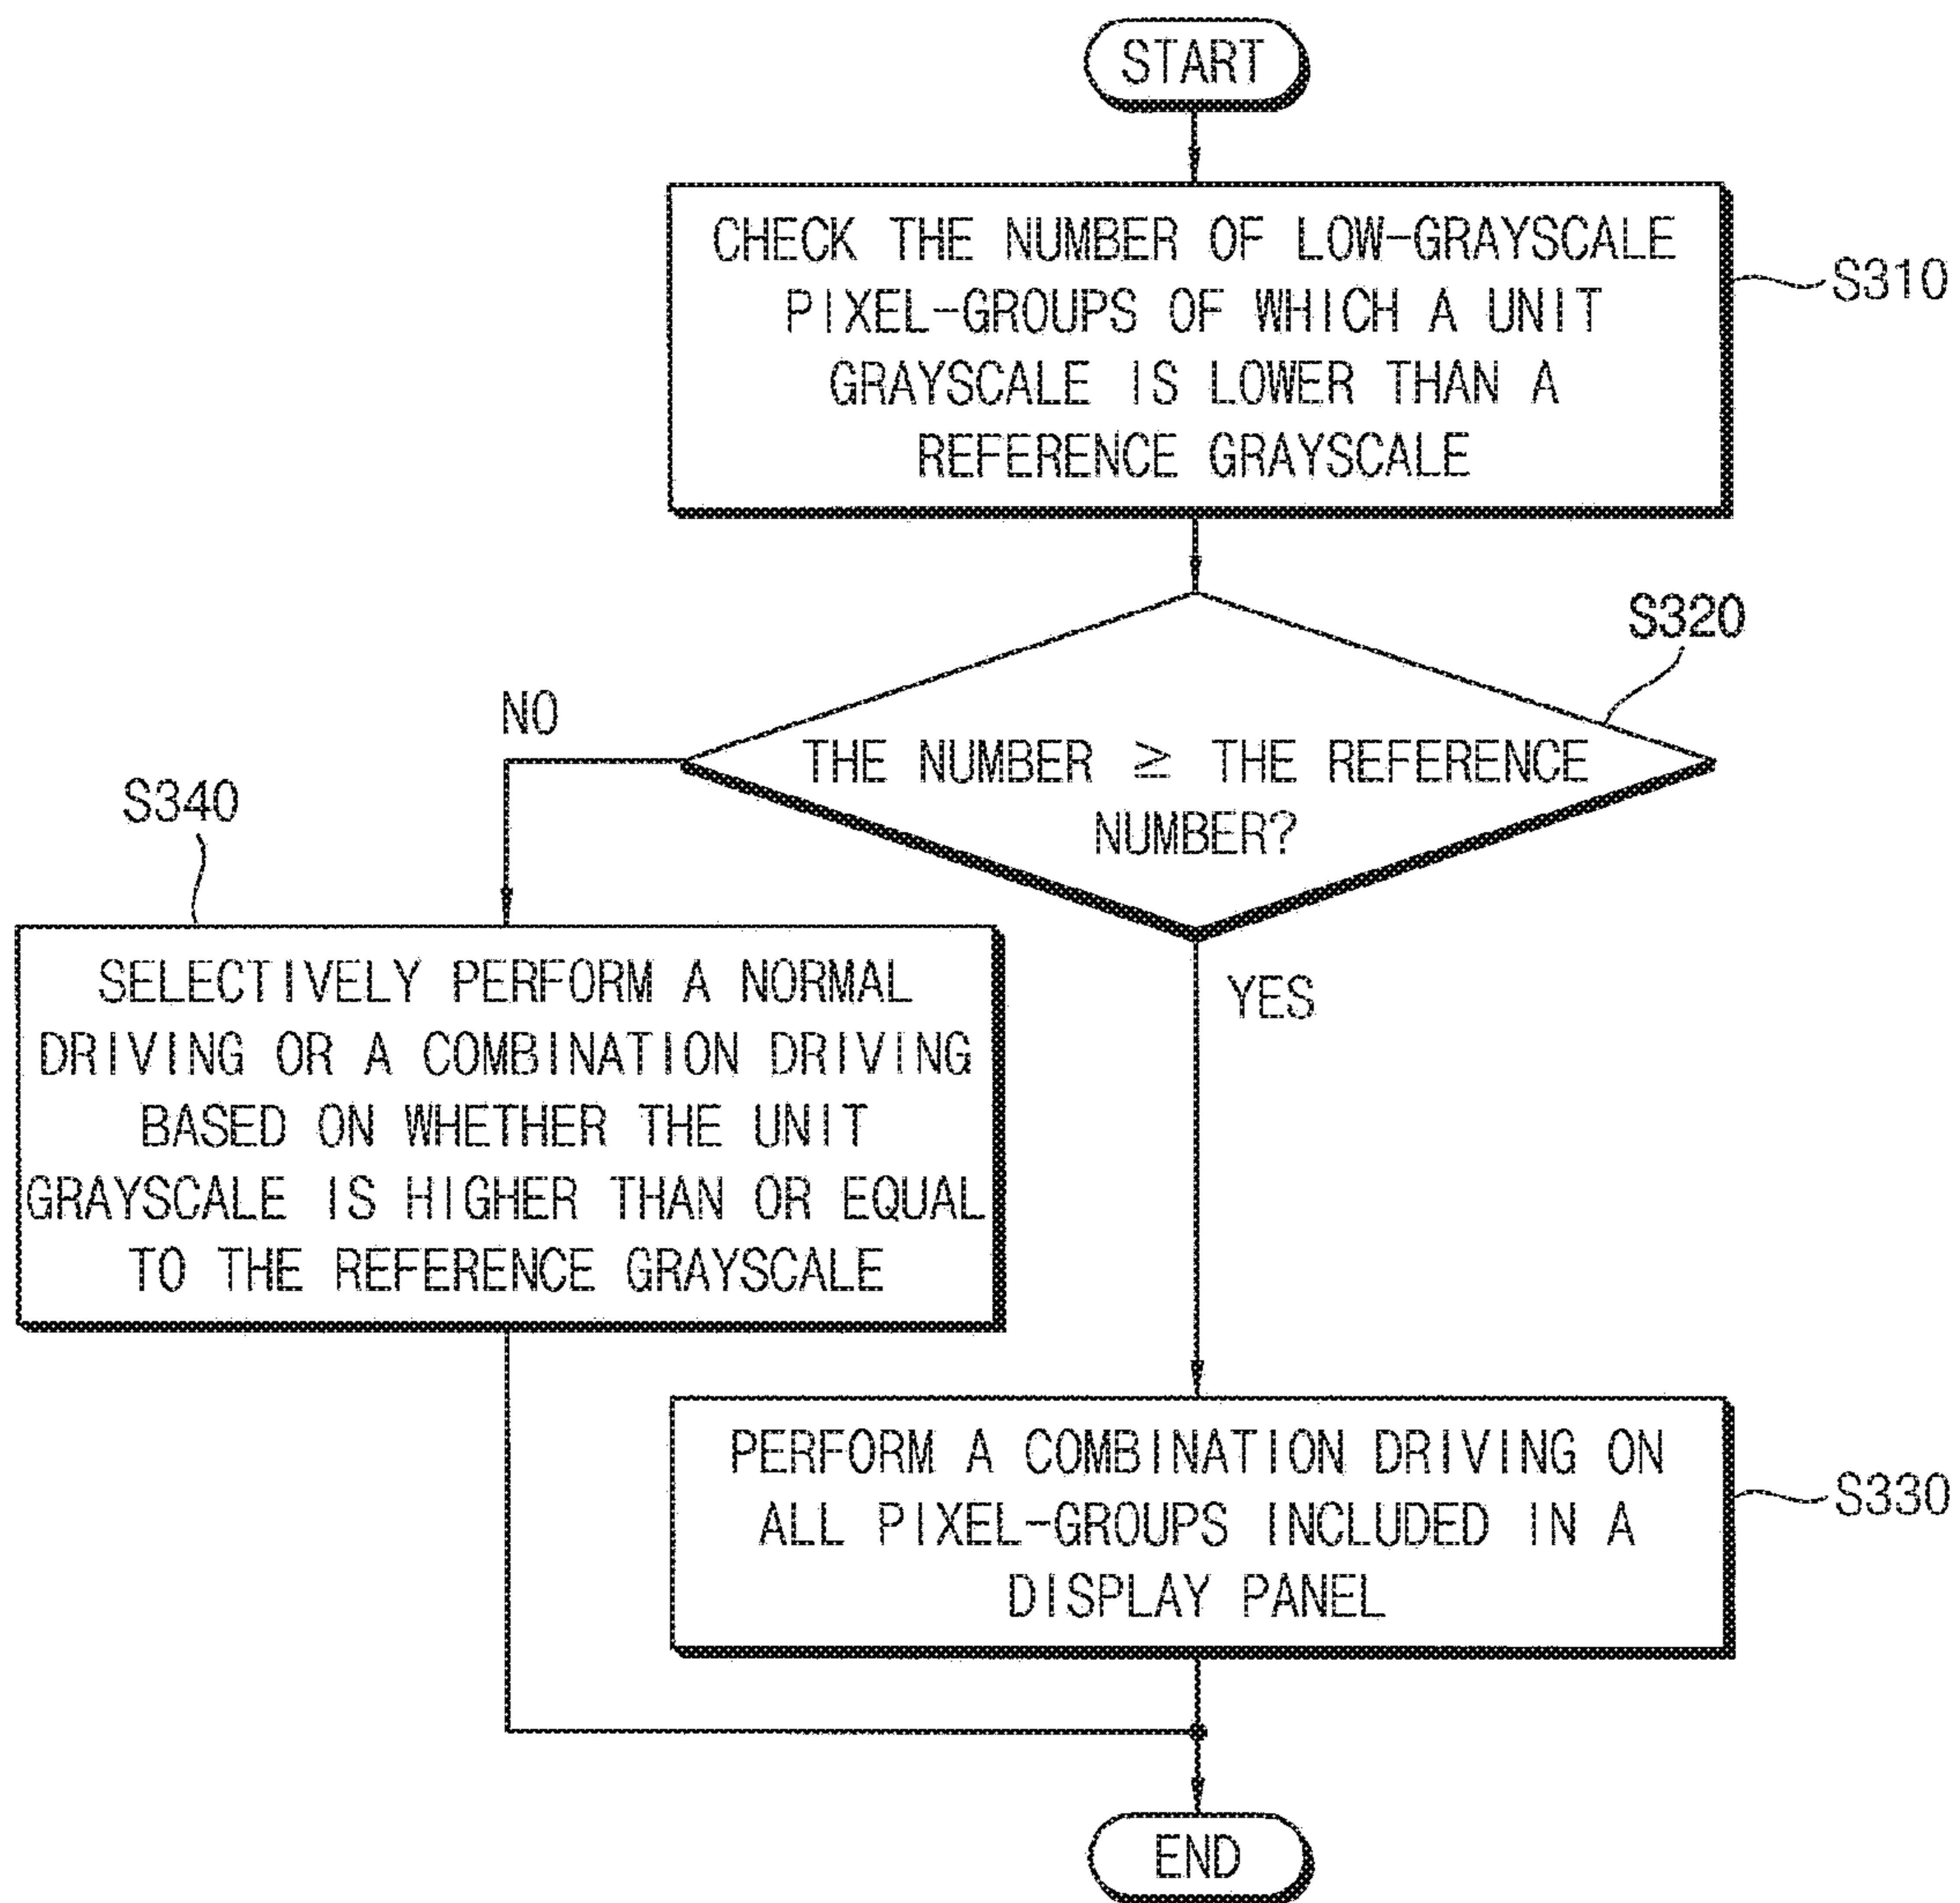 START
CHECK THE NUMBER OF LOW-GRAYSCALE
PIXEL-GROUPS OF WHICH A UNIT
GRAYSCALE IS LOWER THAN A
REFERENCE GRAYSCALE
S310
S320
THE NUMBER ≥ THE REFERENCE
NUMBER?
NO
YES
S340
SELECTIVELY PERFORM A NORMAL
DRIVING OR A COMBINATION DRIVING
BASED ON WHETHER THE UNIT
GRAYSCALE IS HIGHER THAN OR EQUAL
TO THE REFERENCE GRAYSCALE
PERFORM A COMBINATION DRIVING ON
ALL PIXEL-GROUPS INCLUDED IN A
DISPLAY PANEL
S330
END